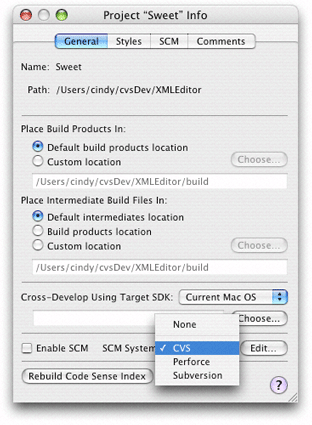 Project “Sweet” Info
General Styles SCM Comments
Name: Sweet
Path: /Users/cindy/cvsDev/XMLEditor
Place Build Products In:
Default build products location
Custom location Choose...
/Users/cindy/cvsDev/XMLEditor/build
Place Intermediate Build Files In:
Default intermediates location
Build products location
Custom location Choose...
/Users/cindy/cvsDev/XMLEditor/build
Cross-Develop Using Target SDK: Current Mac OS
Choose...
None
Enable SCM SCM System ✓ CVS Edit...
Perforce
Rebuild Code Sense Index Subversion ?